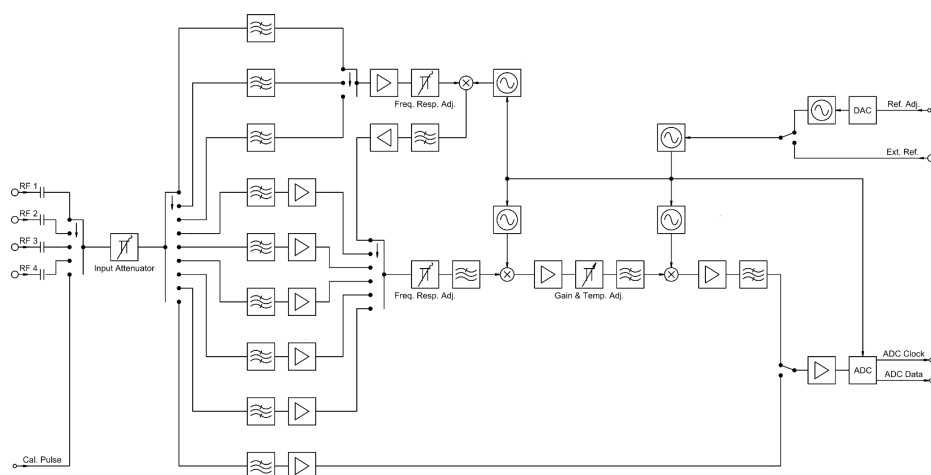 Freq. Resp. Adj.
DAC
Ref. Adj.
Ext. Ref.
RF 1
RF 2
RF 3
RF 4
Input Attenuator
Freq. Resp. Adj.
Gain & Temp. Adj.
ADC
ADC Clock
ADC Data
Cal. Pulse